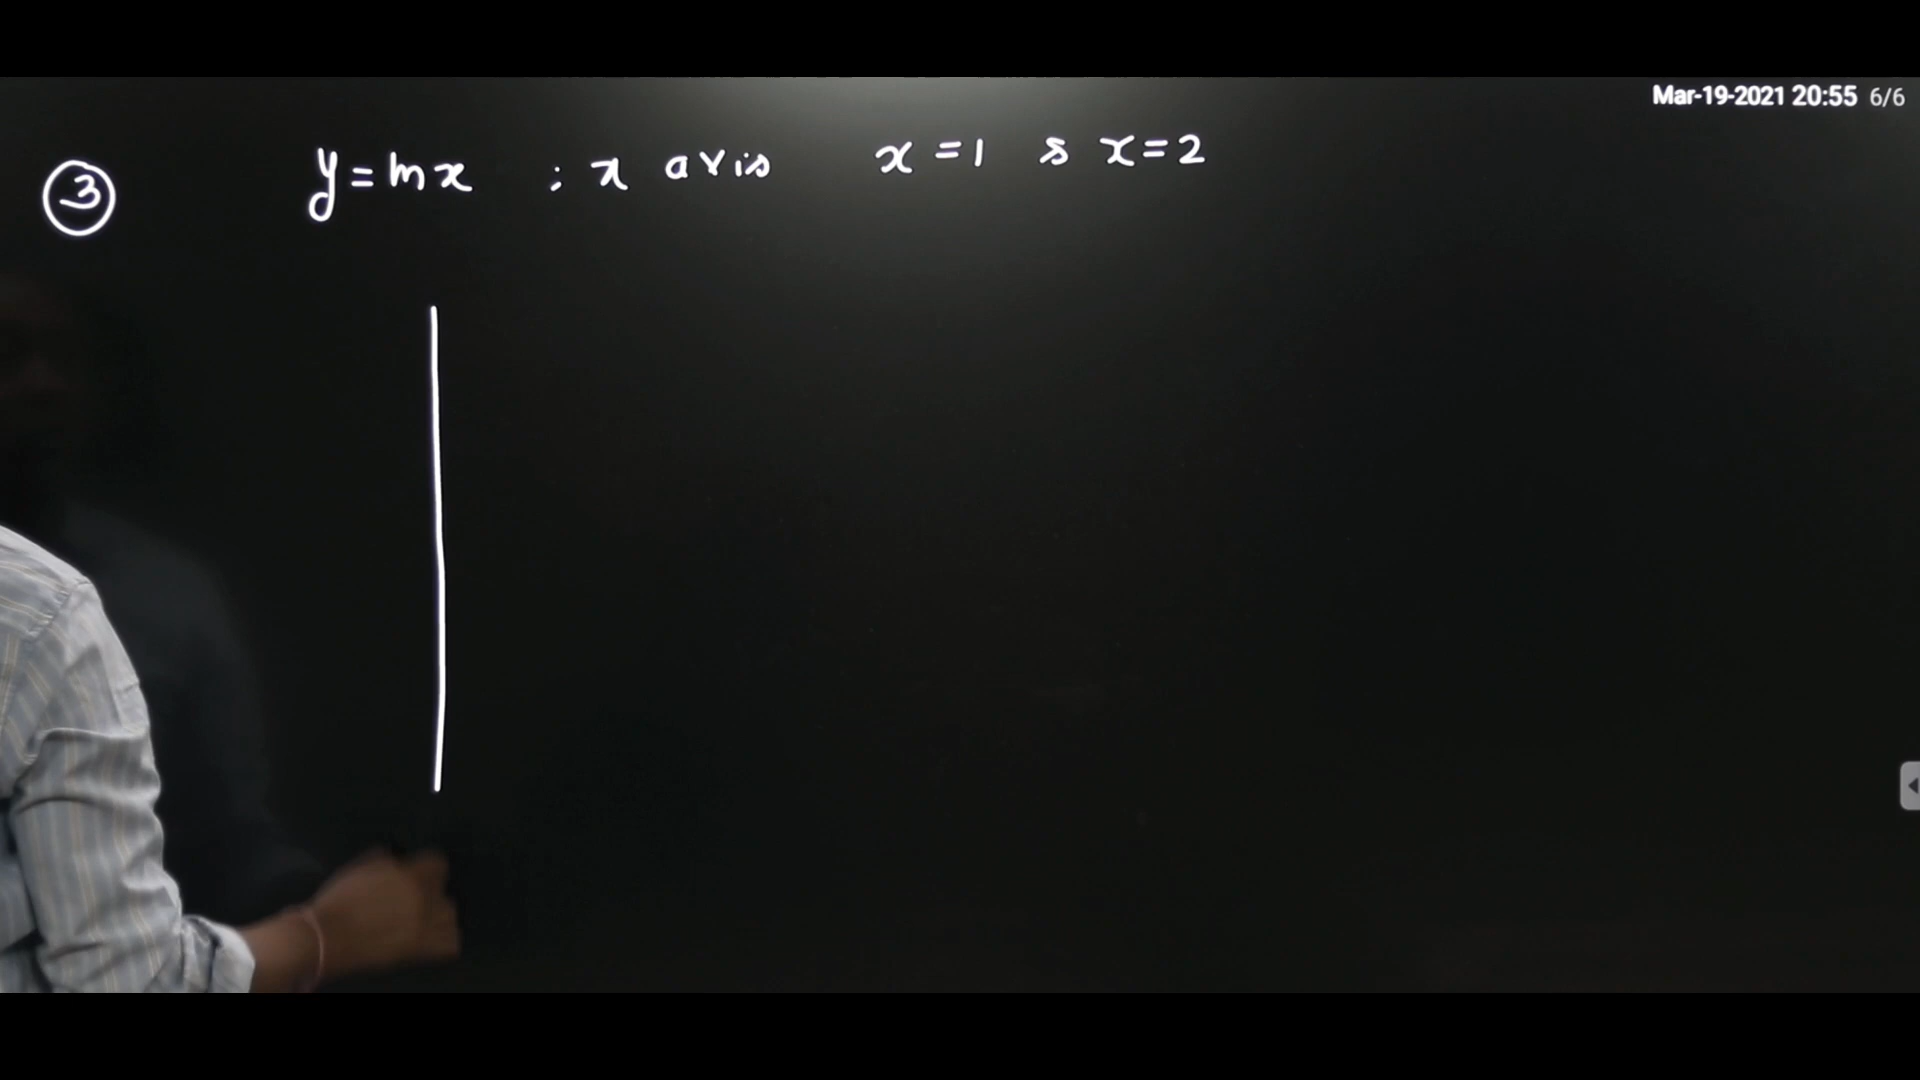 Mar-19-2021 20:55 6/6
③ y = mx ; x axis x = 1 s x = 2